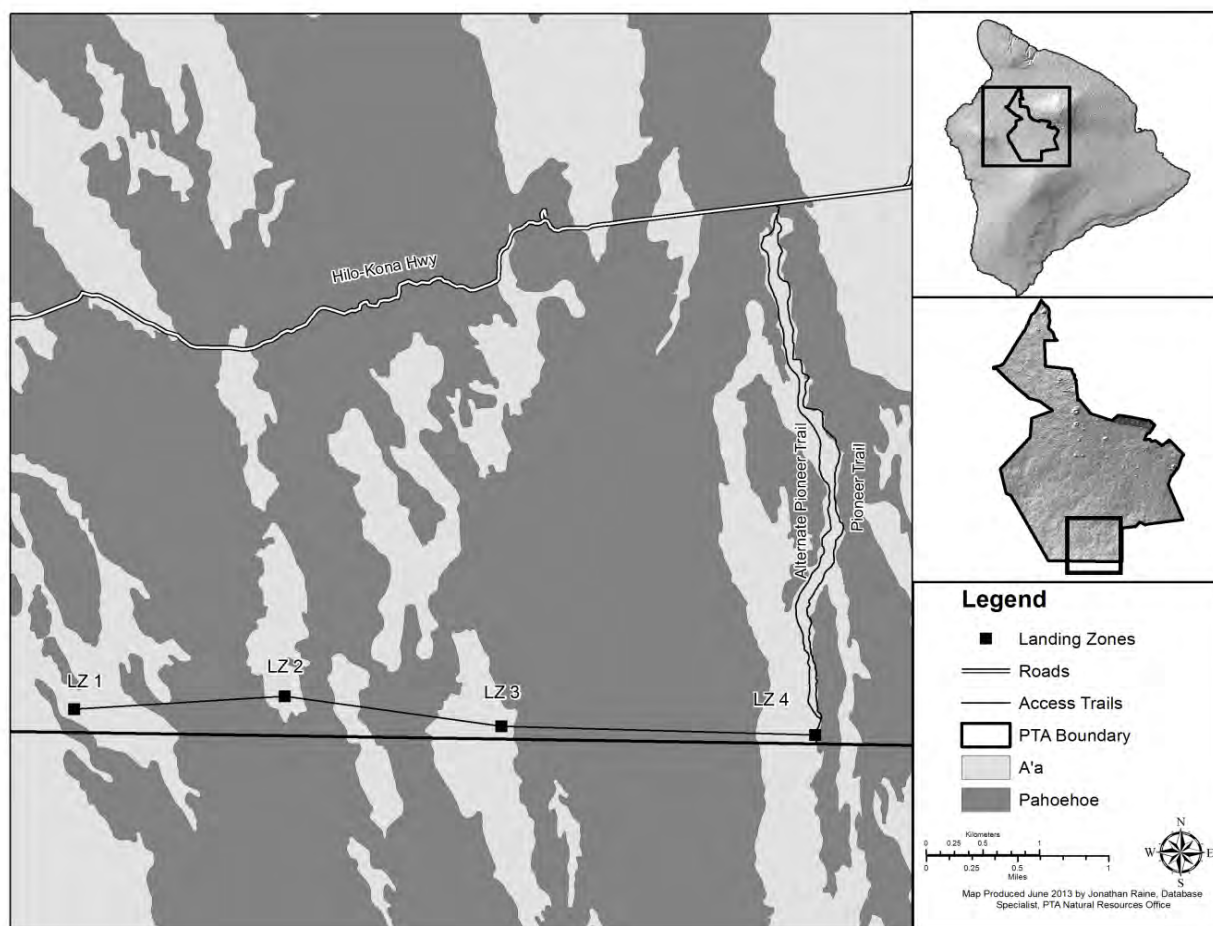 Hilo-Kona Hwy
Alternate Pioneer Trail
Pioneer Trail
LZ 1
LZ 2
LZ 3
LZ 4
Legend
Landing Zones
Roads
Access Trails
PTA Boundary
A'a
Pahoehoe
Kilometers
0 0.25 0.5 1
0 0.25 0.5 1
Miles
N
W E
S
Map Produced June 2013 by Jonathan Raine, Database
Specialist, PTA Natural Resources Office